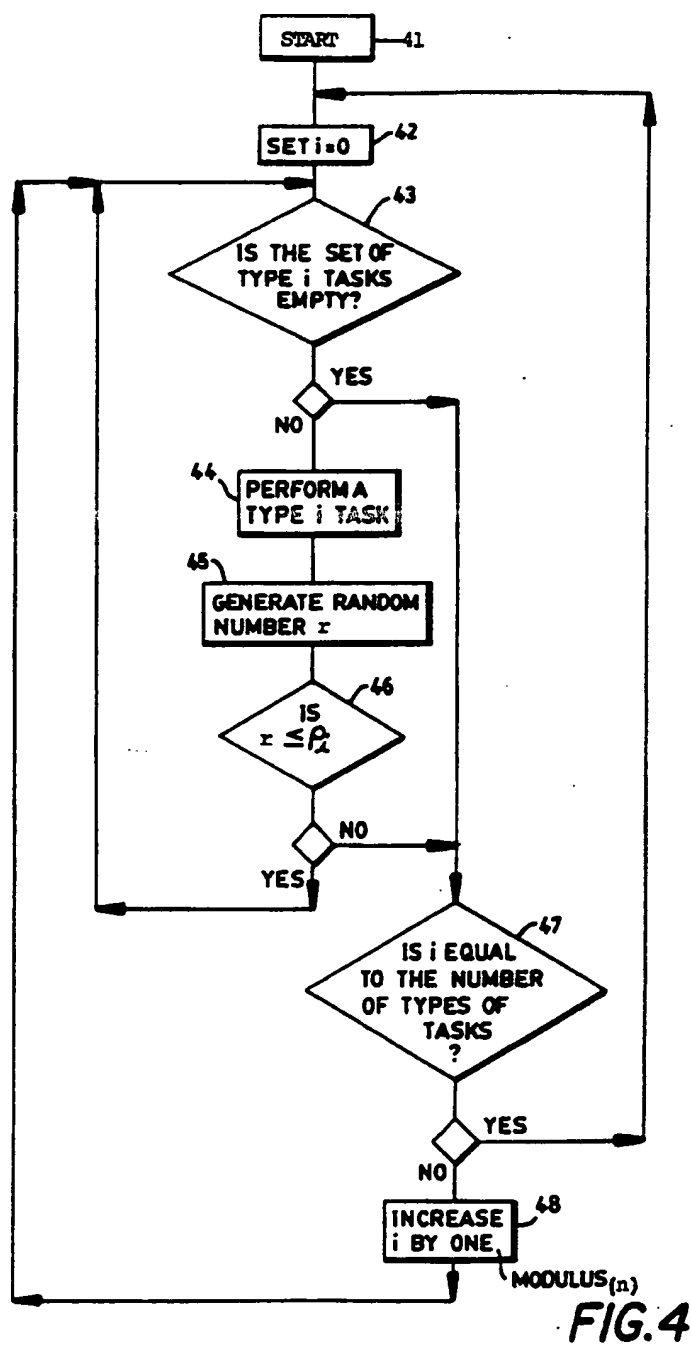 START
41
SET i=0
42
43
IS THE SET OF
TYPE i TASKS
EMPTY?
YES
NO
44
PERFORM A
TYPE i TASK
45
GENERATE RANDOM
NUMBER r
46
IS
r ≤ ρi
NO
YES
47
IS i EQUAL
TO THE NUMBER
OF TYPES OF
TASKS
?
YES
NO
48
INCREASE
i BY ONE
MODULUS(n)
FIG.4